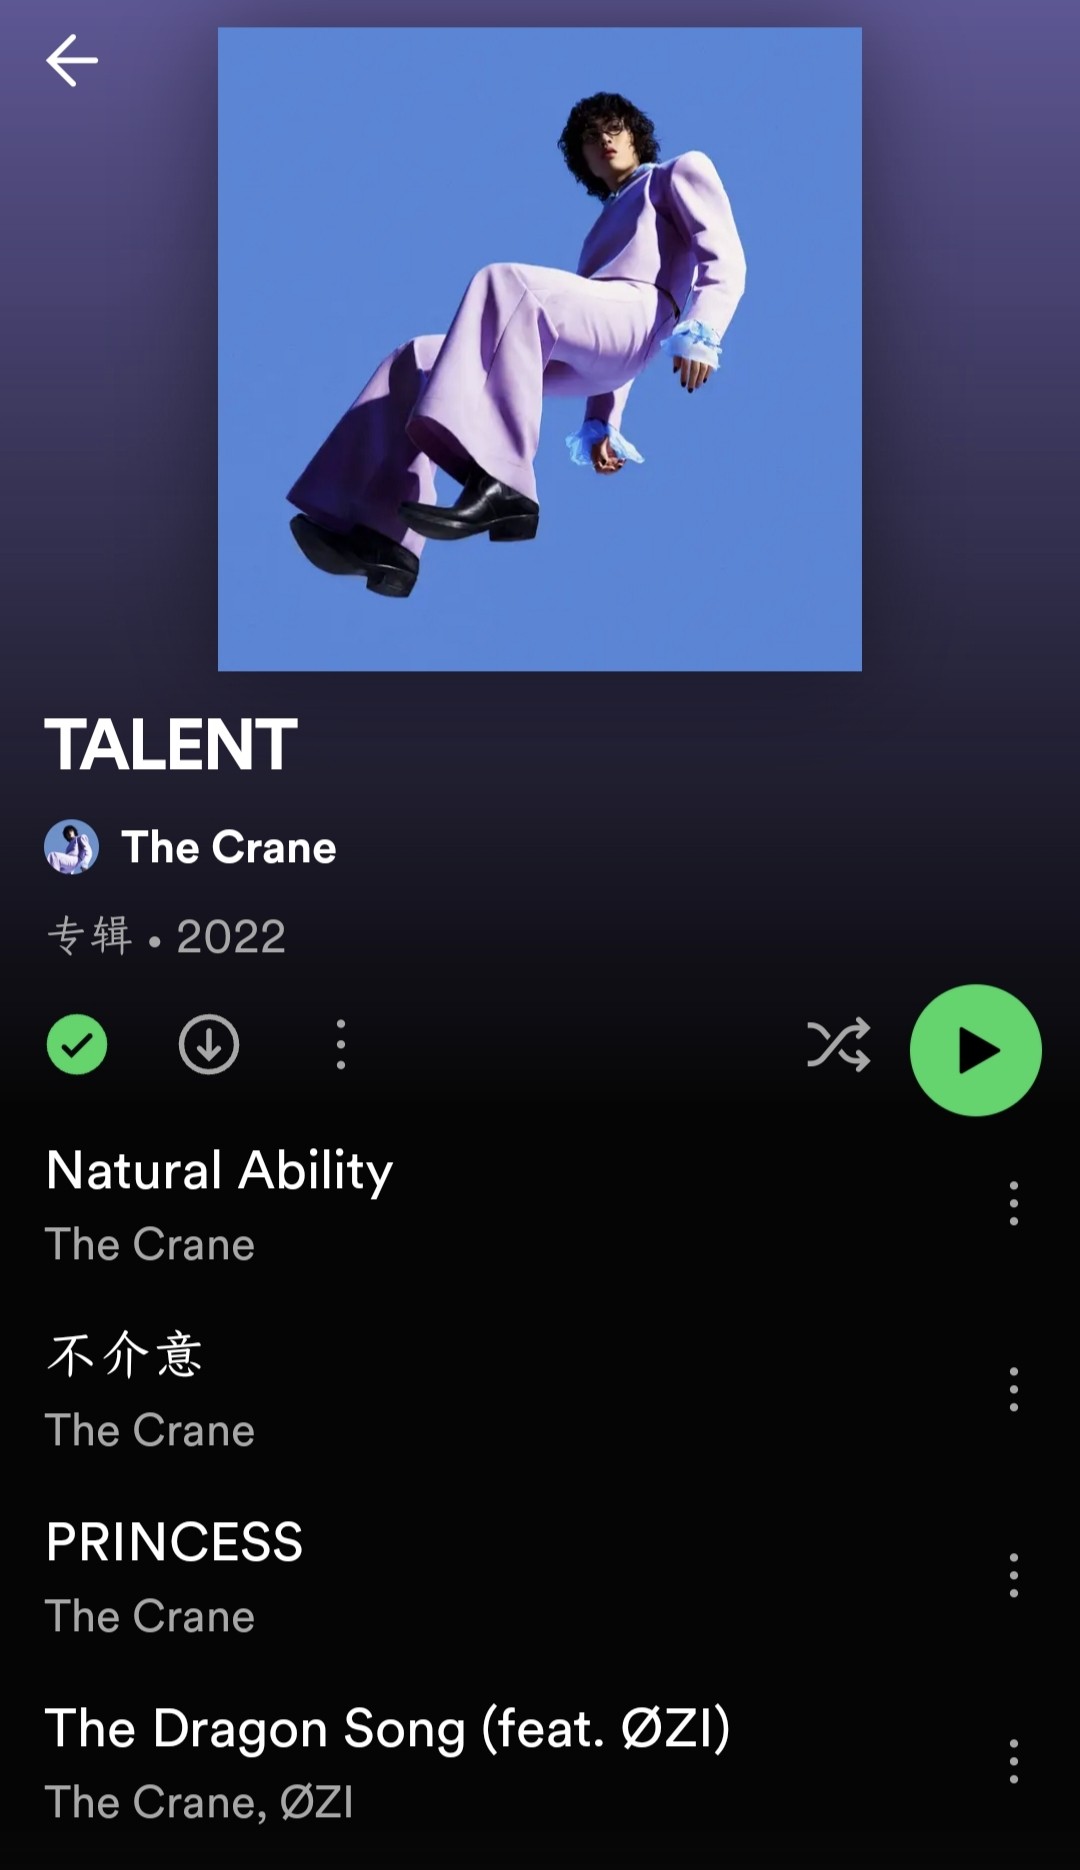 TALENT
The Crane
专辑 • 2022
Natural Ability
The Crane
不介意
The Crane
PRINCESS
The Crane
The Dragon Song (feat. ØZI)
The Crane, ØZI